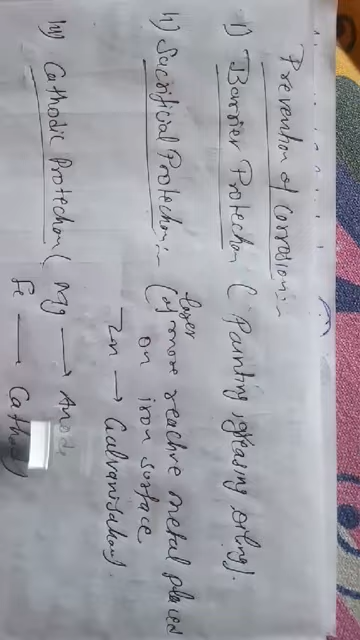 Prevention of Corrosion:-
i) Barrier Protection ( Painting, greasing, oiling).
ii) Sacrificial Protection:- ( layer of more reactive metal placed
on iron surface
Zn → Galvanisation).
iii) Cathodic Protection ( Mg → Anode
Fe → Cathode)